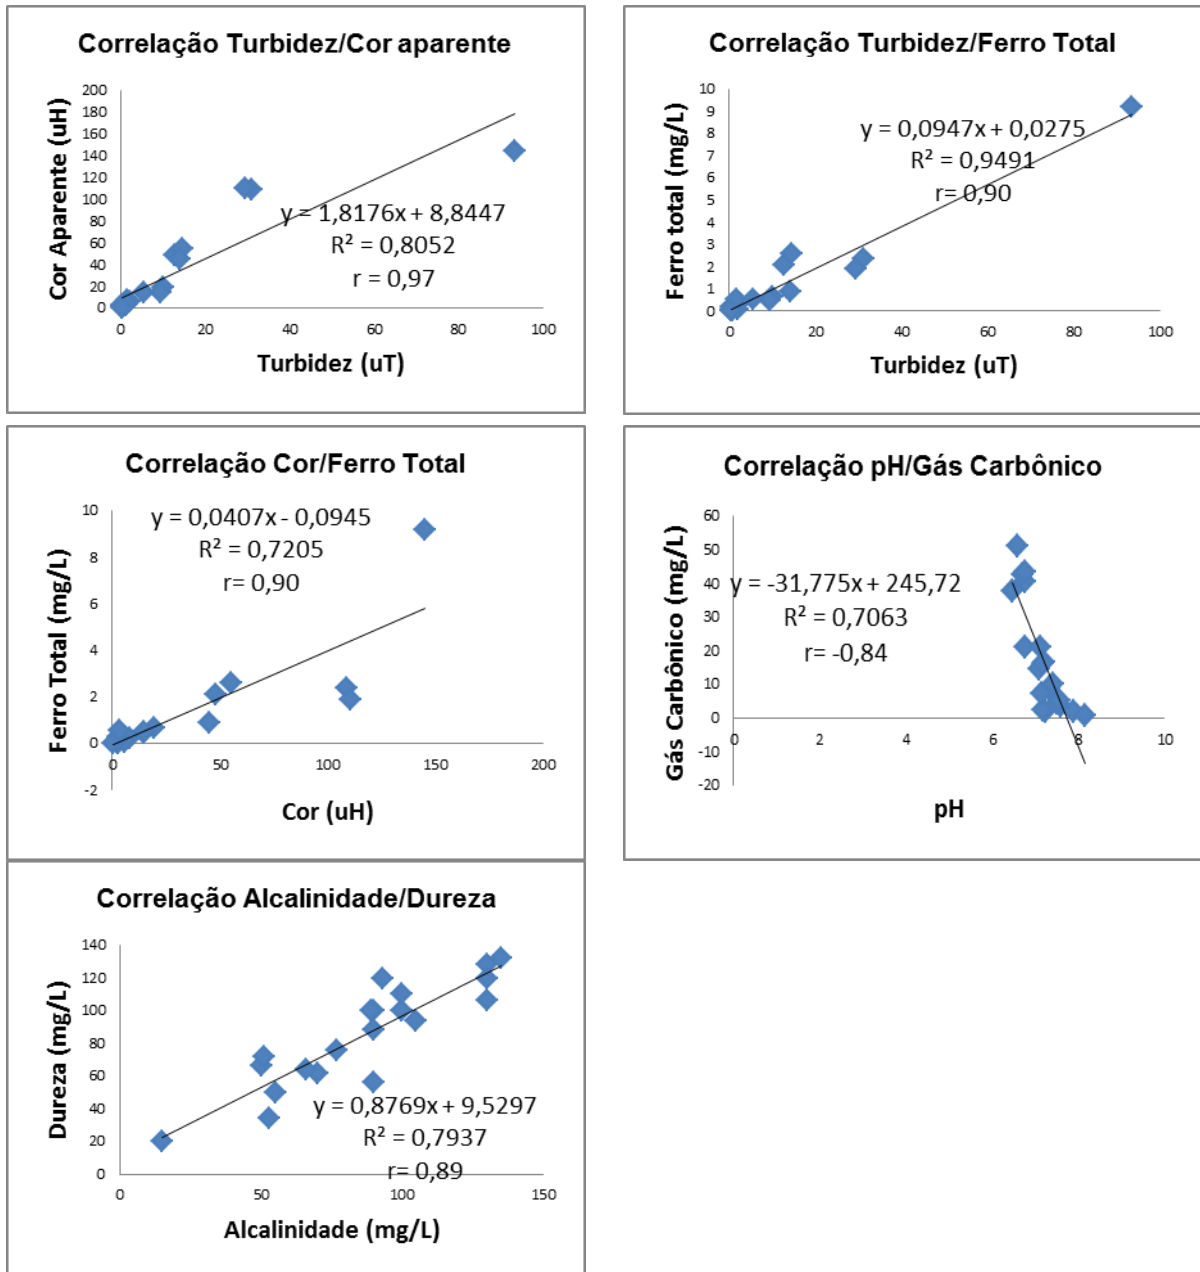 Correlação Turbidez/Cor aparente
Cor Aparente (uH)
200
180
160
140
120
100
80
60
40
20
0
y = 1,8176x + 8,8447
R² = 0,8052
r = 0,97
0 20 40 60 80 100
Turbidez (uT)
Correlação Turbidez/Ferro Total
Ferro total (mg/L)
10
9
8
7
6
5
4
3
2
1
0
y = 0,0947x + 0,0275
R² = 0,9491
r= 0,90
0 20 40 60 80 100
Turbidez (uT)
Correlação Cor/Ferro Total
Ferro Total (mg/L)
10
8
6
4
2
0
-2
y = 0,0407x - 0,0945
R² = 0,7205
r= 0,90
0 50 100 150 200
Cor (uH)
Correlação pH/Gás Carbônico
Gás Carbônico (mg/L)
60
50
40
30
20
10
0
-10
-20
y = -31,775x + 245,72
R² = 0,7063
r= -0,84
0 2 4 6 8 10
pH
Correlação Alcalinidade/Dureza
Dureza (mg/L)
140
120
100
80
60
40
20
0
y = 0,8769x + 9,5297
R² = 0,7937
r= 0,89
0 50 100 150
Alcalinidade (mg/L)